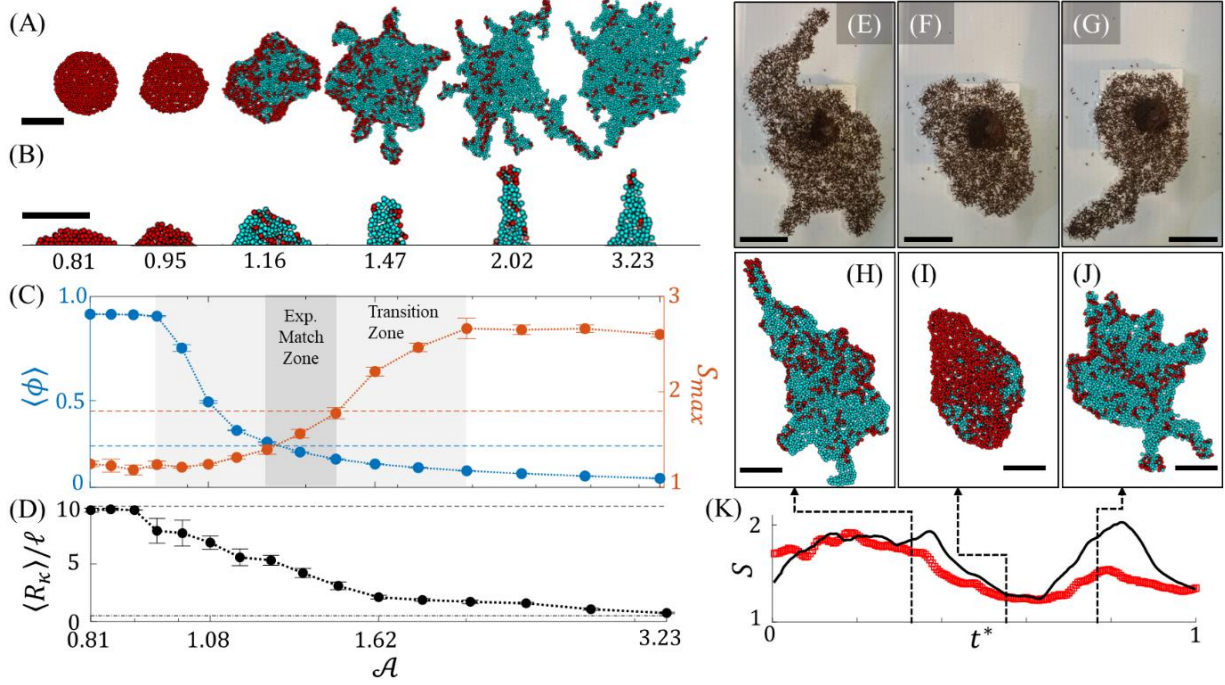 (A)
(B)
0.81 0.95 1.16 1.47 2.02 3.23
(C)
1.0
0.5
0
⟨ϕ⟩
Exp.
Match
Zone
Transition
Zone
3
2
1
S_max
(D)
10
5
0
⟨R_κ⟩/ℓ
0.81 1.08 1.62 3.23
𝒜
(E) (F) (G)
(H) (I) (J)
(K)
2
1
S
0 t* 1